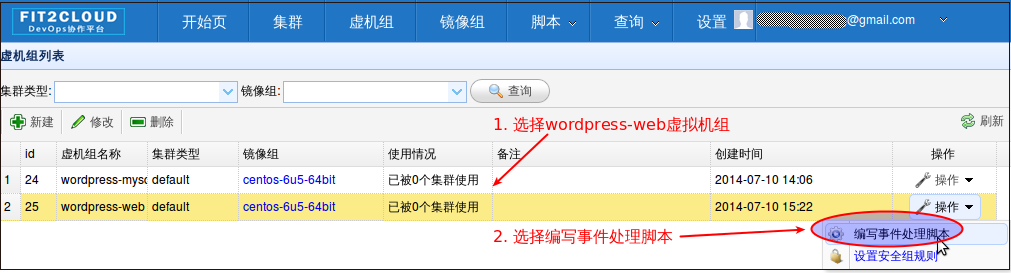 FIT2CLOUD
DevOps协作平台
开始页 集群 虚机组 镜像组 脚本 查询 设置 @gmail.com
虚机组列表
集群类型: 镜像组: 查询
新建 修改 删除 刷新
1. 选择wordpress-web虚拟机组
id 虚机组名称 集群类型 镜像组 使用情况 备注 创建时间 操作
1 24 wordpress-mysc default centos-6u5-64bit 已被0个集群使用 2014-07-10 14:06 操作
2 25 wordpress-web default centos-6u5-64bit 已被0个集群使用 2014-07-10 15:22 操作
2. 选择编写事件处理脚本
编写事件处理脚本
设置安全组规则